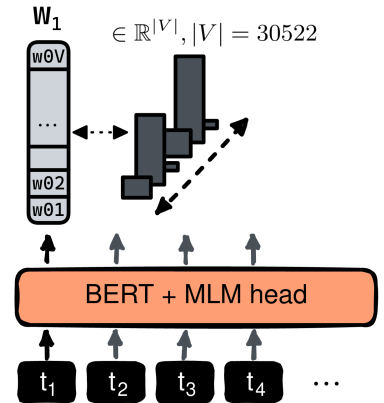 W₁
∈ ℝ^|V|, |V| = 30522
w0V
...
w02
w01
BERT + MLM head
t₁ t₂ t₃ t₄ ...